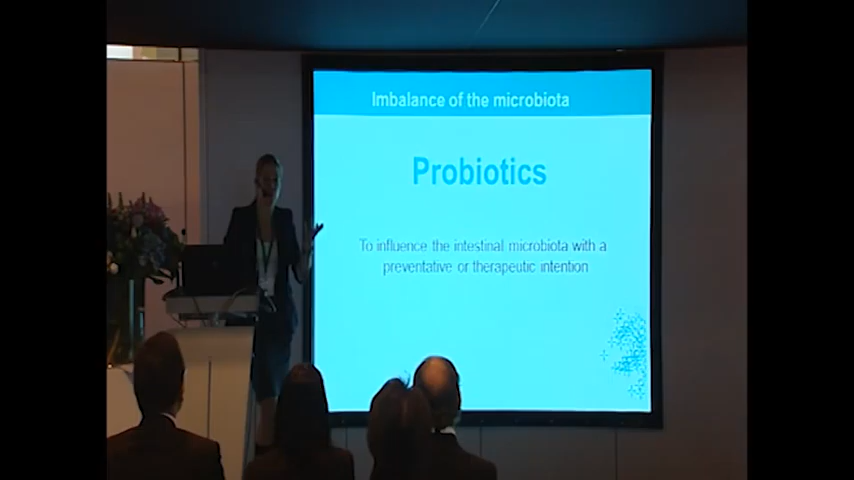 Imbalance of the microbiota
Probiotics
To influence the intestinal microbiota with a
preventative or therapeutic intention